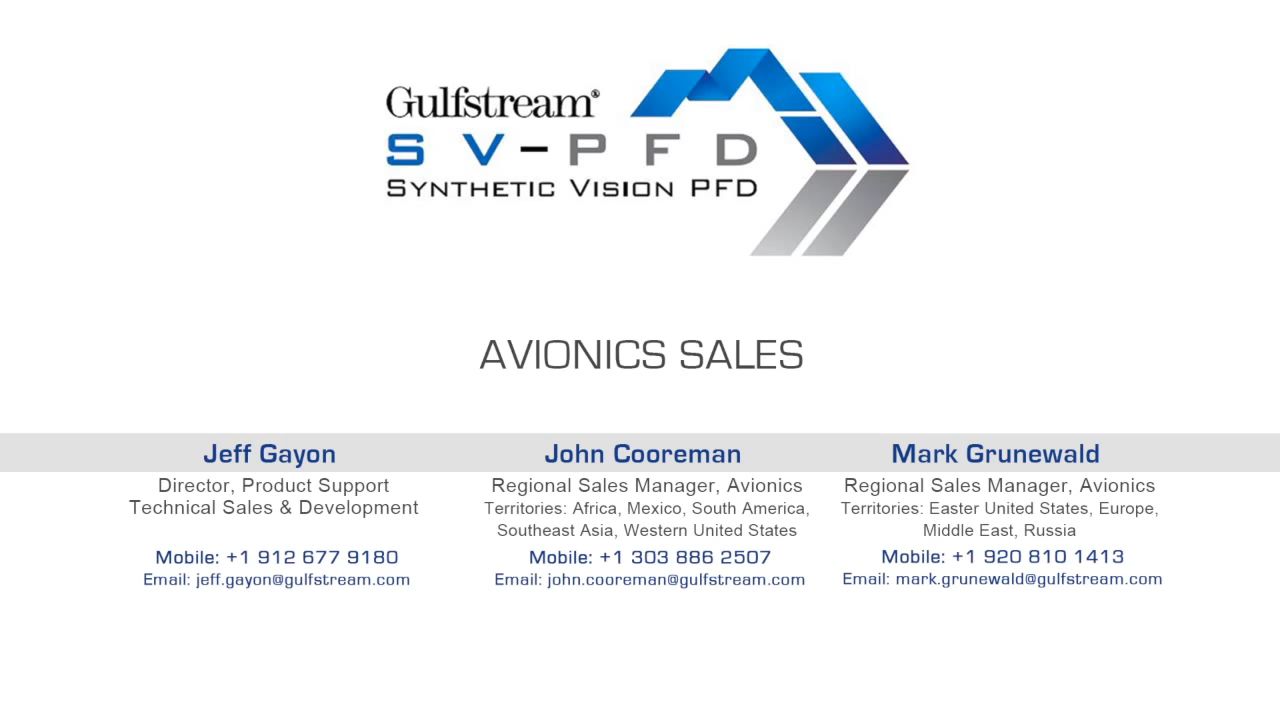 Gulfstream®
SV-PFD
SYNTHETIC VISION PFD
AVIONICS SALES
Jeff Gayon
Director, Product Support
Technical Sales & Development
Mobile: +1 912 677 9180
Email: jeff.gayon@gulfstream.com
John Cooreman
Regional Sales Manager, Avionics
Territories: Africa, Mexico, South America,
Southeast Asia, Western United States
Mobile: +1 303 886 2507
Email: john.cooreman@gulfstream.com
Mark Grunewald
Regional Sales Manager, Avionics
Territories: Easter United States, Europe,
Middle East, Russia
Mobile: +1 920 810 1413
Email: mark.grunewald@gulfstream.com